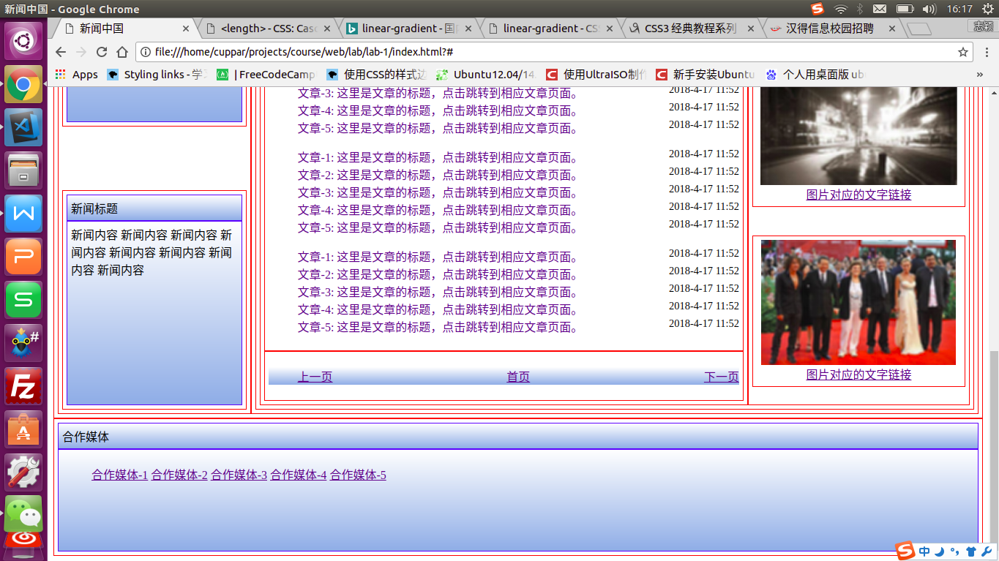 新闻中国 - Google Chrome
16:17
新闻中国
<length> - CSS: Casc
linear-gradient - 国
linear-gradient - CS
CSS3 经典教程系列
汉得信息校园招聘
志颖
file:///home/cuppar/projects/course/web/lab/lab-1/index.html?#
Apps
Styling links - 学
| FreeCodeCamp
使用CSS的样式边
Ubuntu12.04/14.
使用UltraISO制作
新手安装Ubuntu
个人用桌面版 ub
»
文章-3: 这里是文章的标题，点击跳转到相应文章页面。 2018-4-17 11:52
文章-4: 这里是文章的标题，点击跳转到相应文章页面。 2018-4-17 11:52
文章-5: 这里是文章的标题，点击跳转到相应文章页面。 2018-4-17 11:52
文章-1: 这里是文章的标题，点击跳转到相应文章页面。 2018-4-17 11:52
文章-2: 这里是文章的标题，点击跳转到相应文章页面。 2018-4-17 11:52
文章-3: 这里是文章的标题，点击跳转到相应文章页面。 2018-4-17 11:52
文章-4: 这里是文章的标题，点击跳转到相应文章页面。 2018-4-17 11:52
文章-5: 这里是文章的标题，点击跳转到相应文章页面。 2018-4-17 11:52
文章-1: 这里是文章的标题，点击跳转到相应文章页面。 2018-4-17 11:52
文章-2: 这里是文章的标题，点击跳转到相应文章页面。 2018-4-17 11:52
文章-3: 这里是文章的标题，点击跳转到相应文章页面。 2018-4-17 11:52
文章-4: 这里是文章的标题，点击跳转到相应文章页面。 2018-4-17 11:52
文章-5: 这里是文章的标题，点击跳转到相应文章页面。 2018-4-17 11:52
新闻标题
新闻内容 新闻内容 新闻内容 新
闻内容 新闻内容 新闻内容 新闻
内容 新闻内容
上一页 首页 下一页
图片对应的文字链接
图片对应的文字链接
合作媒体
合作媒体-1 合作媒体-2 合作媒体-3 合作媒体-4 合作媒体-5
中